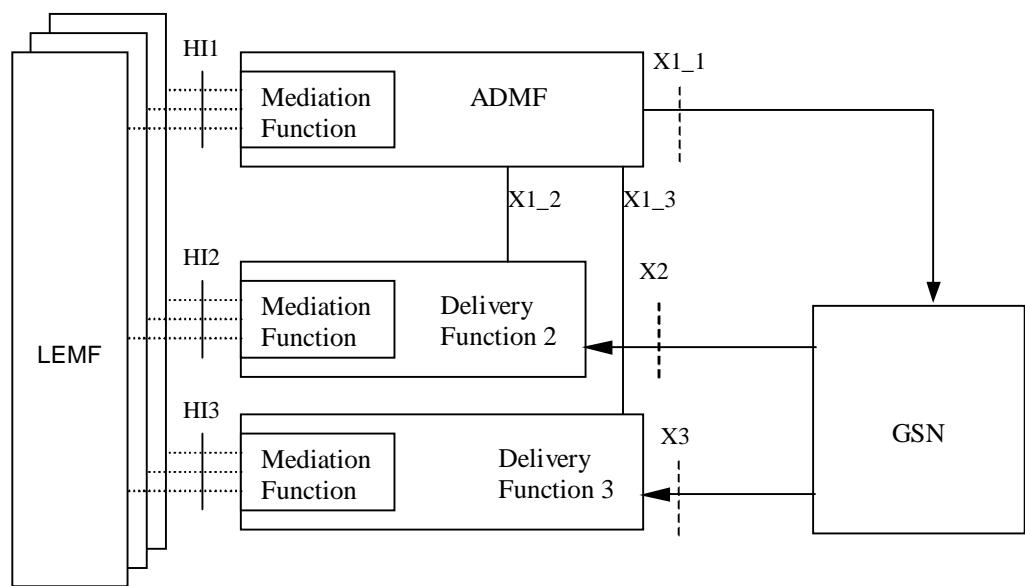 HI1
Mediation
Function
ADMF
X1_1
X1_2
X1_3
HI2
Mediation
Function
Delivery
Function 2
X2
LEMF
HI3
Mediation
Function
Delivery
Function 3
X3
GSN